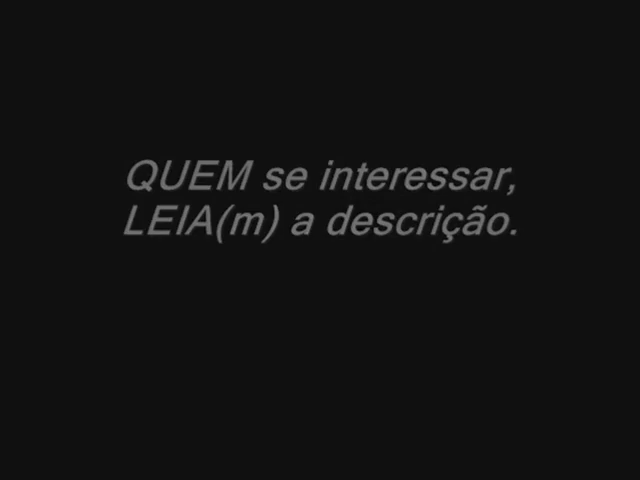 QUEM se interessar,
LEIA(m) a descrição.